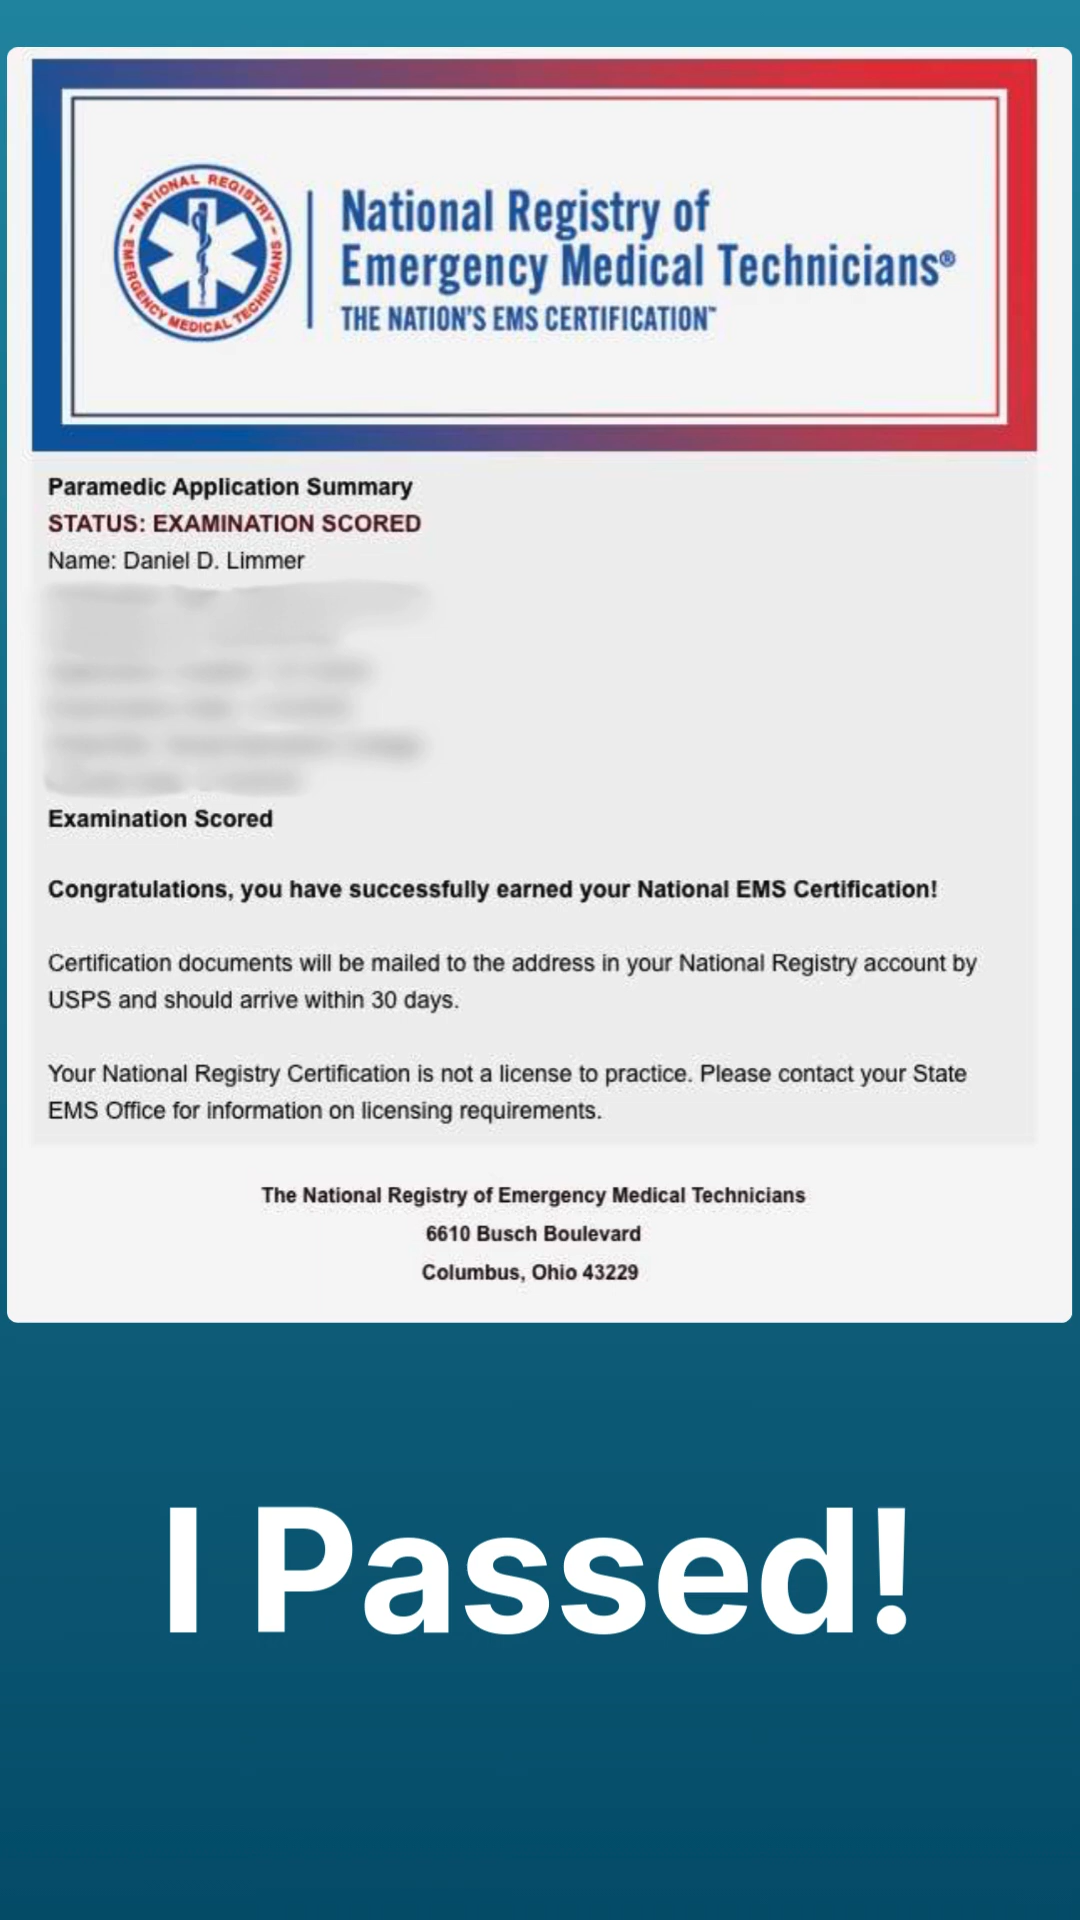 NATIONAL REGISTRY
EMERGENCY MEDICAL TECHNICIANS
National Registry of
Emergency Medical Technicians®
THE NATION'S EMS CERTIFICATION™
Paramedic Application Summary
STATUS: EXAMINATION SCORED
Name: Daniel D. Limmer
Examination Scored
Congratulations, you have successfully earned your National EMS Certification!
Certification documents will be mailed to the address in your National Registry account by
USPS and should arrive within 30 days.
Your National Registry Certification is not a license to practice. Please contact your State
EMS Office for information on licensing requirements.
The National Registry of Emergency Medical Technicians
6610 Busch Boulevard
Columbus, Ohio 43229
I Passed!